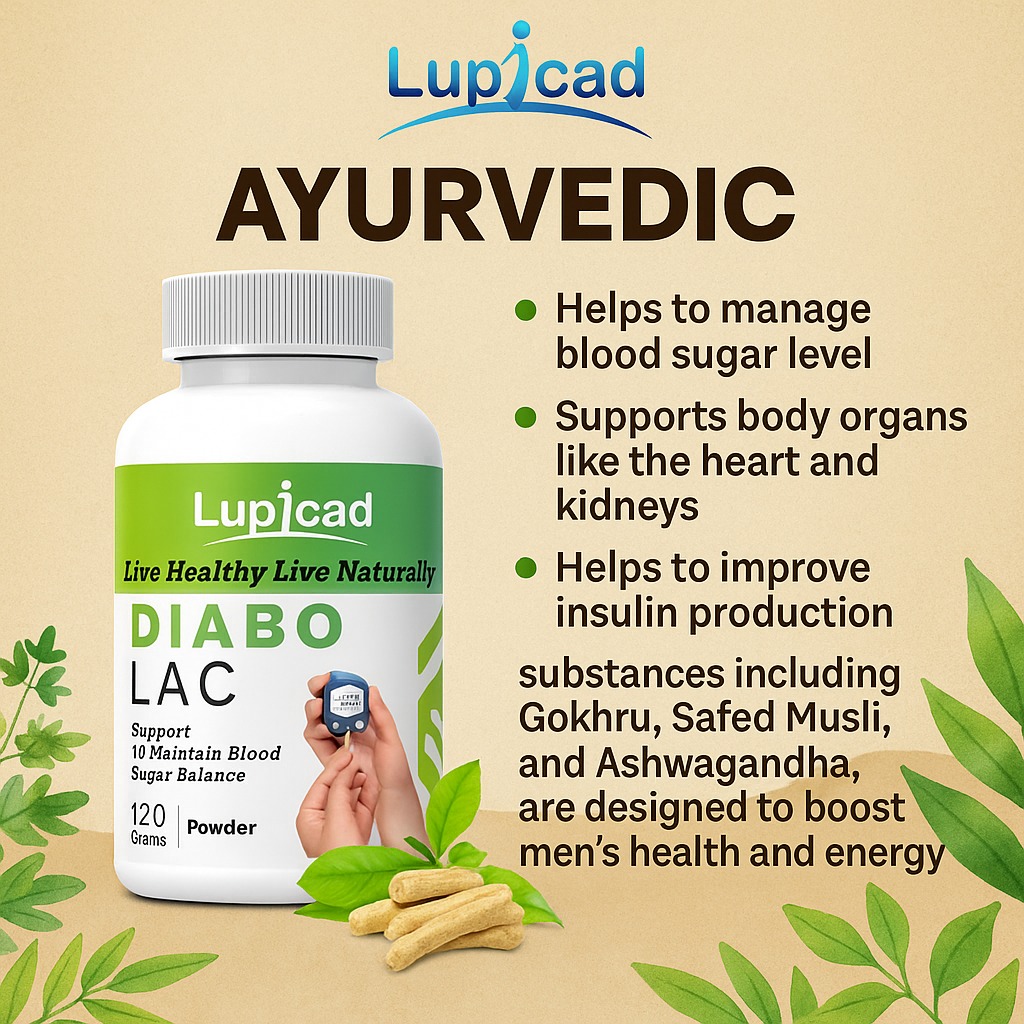 Lupicad
AYURVEDIC
Helps to manage
blood sugar level
Supports body organs
like the heart and
kidneys
Helps to improve
insulin production
substances including
Gokhru, Safed Musli,
and Ashwagandha,
are designed to boost
men's health and energy
Lupicad
Live Healthy Live Naturally
DIABO
LAC
Support
10 Maintain Blood
Sugar Balance
120
Grams
Powder